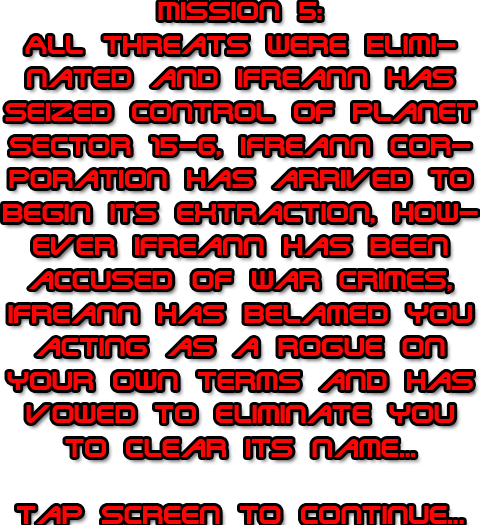 MISSION 5:
ALL THREATS WERE ELIMI-
NATED AND IFREANN HAS
SEIZED CONTROL OF PLANET
SECTOR 15-6, IFREANN COR-
PORATION HAS ARRIVED TO
BEGIN ITS EXTRACTION, HOW-
EVER IFREANN HAS BEEN
ACCUSED OF WAR CRIMES,
IFREANN HAS BELAMED YOU
ACTING AS A ROGUE ON
YOUR OWN TERMS AND HAS
VOWED TO ELIMINATE YOU
TO CLEAR ITS NAME...
TAP SCREEN TO CONTINUE...